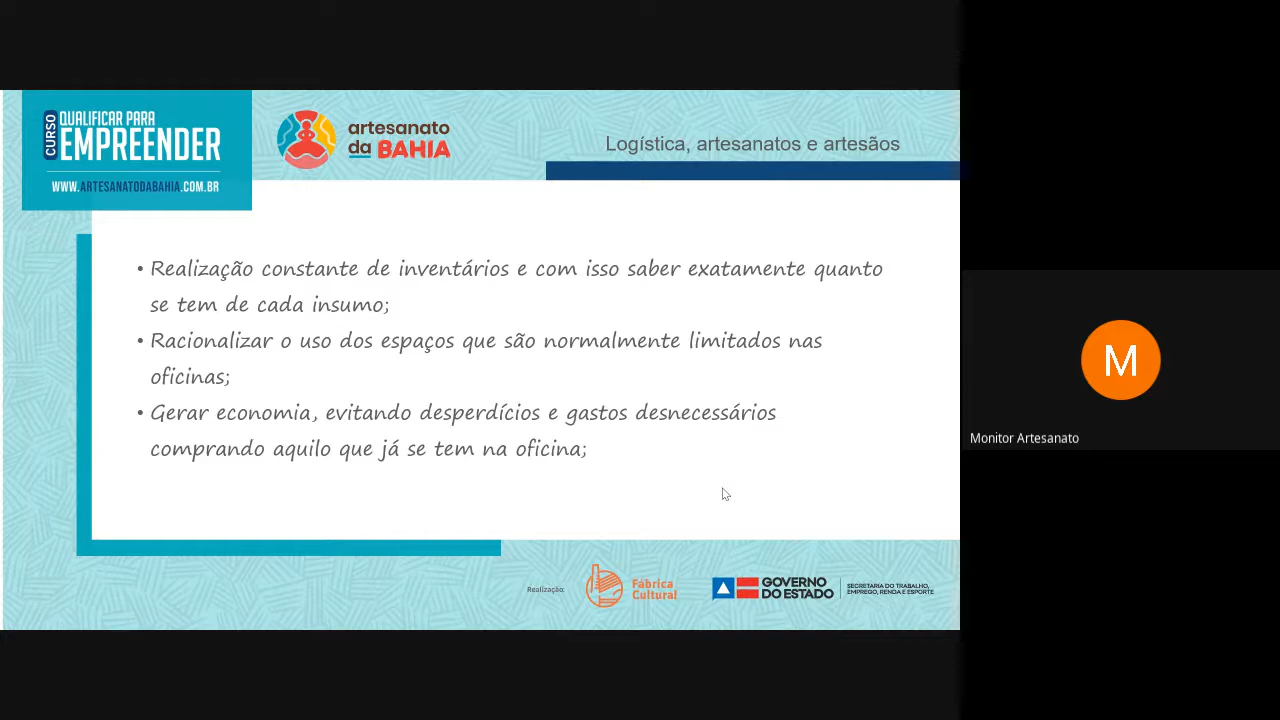 CURSO
QUALIFICAR PARA
EMPREENDER
WWW.ARTESANATODABAHIA.COM.BR
artesanato
da BAHIA
Logística, artesanatos e artesãos
• Realização constante de inventários e com isso saber exatamente quanto
se tem de cada insumo;
• Racionalizar o uso dos espaços que são normalmente limitados nas
oficinas;
• Gerar economia, evitando desperdícios e gastos desnecessários
comprando aquilo que já se tem na oficina;
M
Monitor Artesanato
Realização:
Fábrica
Cultural
GOVERNO
DO ESTADO
SECRETARIA DO TRABALHO,
EMPREGO, RENDA E ESPORTE